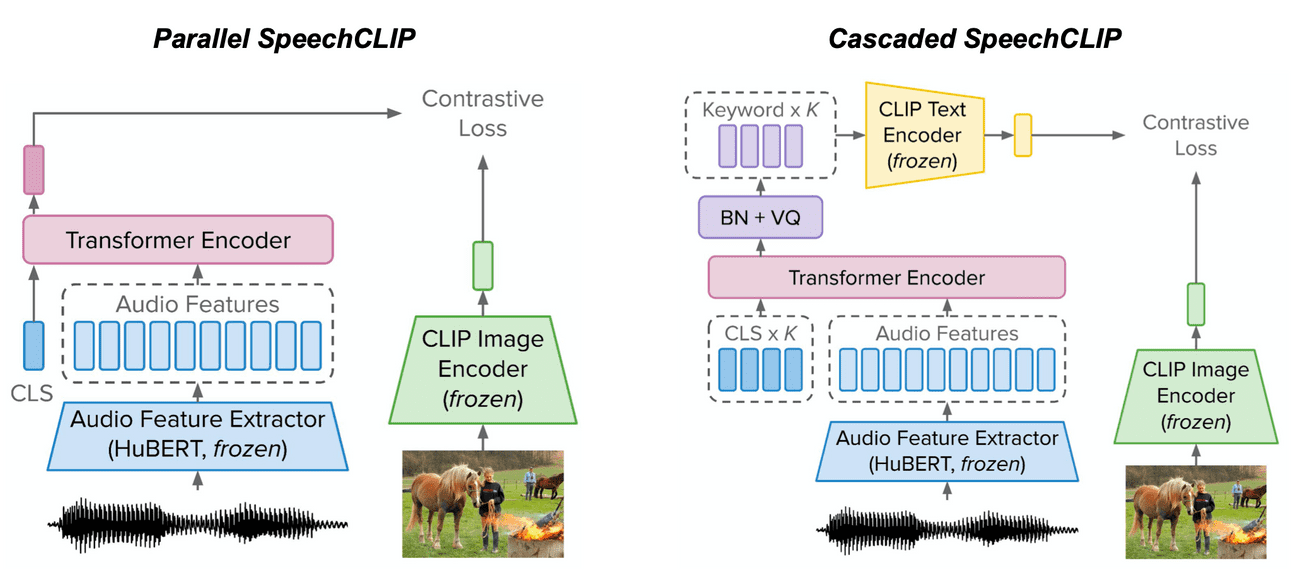 Parallel SpeechCLIP
Contrastive
Loss
Transformer Encoder
Audio Features
CLS
Audio Feature Extractor
(HuBERT, frozen)
CLIP Image
Encoder
(frozen)
Cascaded SpeechCLIP
Keyword x K
CLIP Text
Encoder
(frozen)
Contrastive
Loss
BN + VQ
Transformer Encoder
CLS x K
Audio Features
Audio Feature Extractor
(HuBERT, frozen)
CLIP Image
Encoder
(frozen)